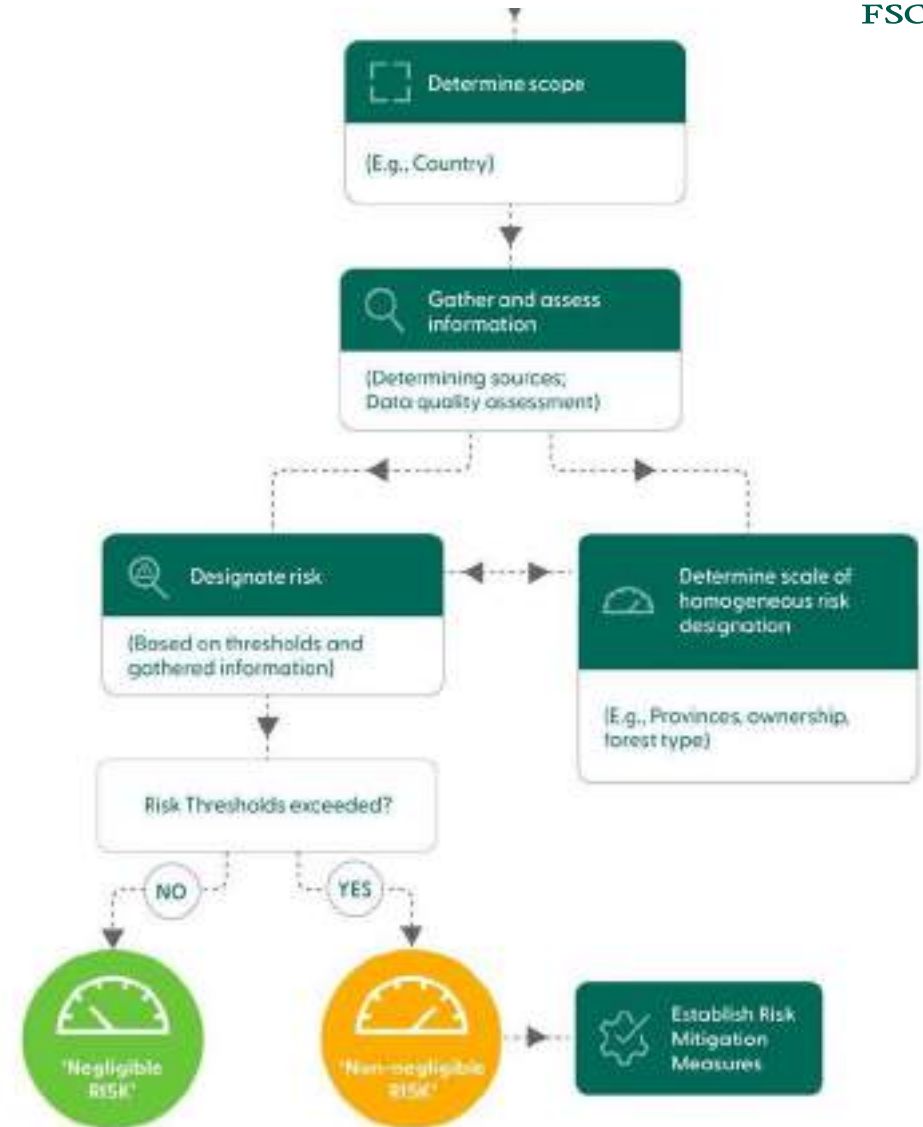 FSC
Determine scope
(E.g., Country)
Gather and assess
information
(Determining sources;
Data quality assessment)
Designate risk
(Based on thresholds and
gathered information)
Determine scale of
homogeneous risk
designation
(E.g., Provinces, ownership,
forest type)
Risk Thresholds exceeded?
NO
YES
'Negligible
RISK'
'Non-negligible
RISK'
Establish Risk
Mitigation
Measures